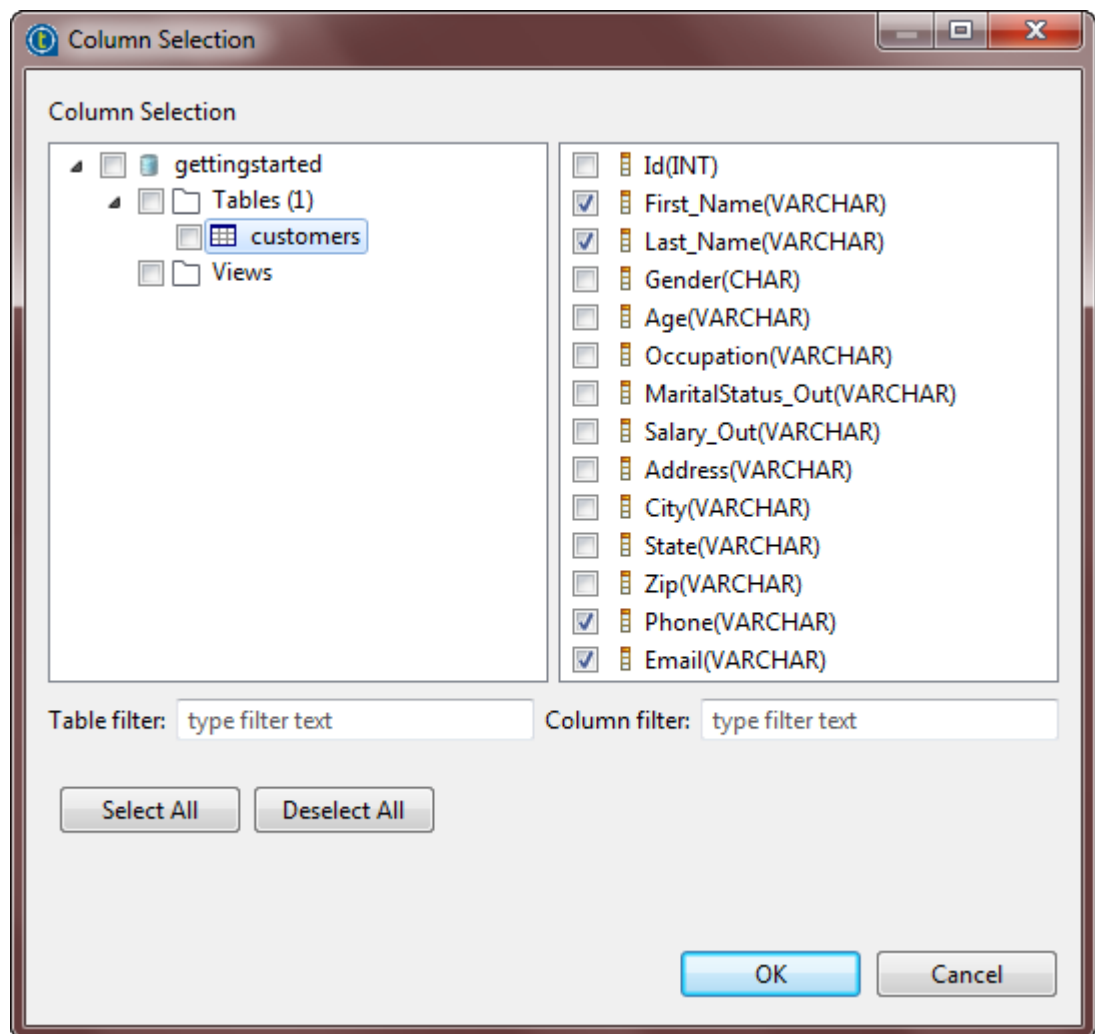 Column Selection
Column Selection
gettingstarted
Tables (1)
customers
Views
Id(INT)
First_Name(VARCHAR)
Last_Name(VARCHAR)
Gender(CHAR)
Age(VARCHAR)
Occupation(VARCHAR)
MaritalStatus_Out(VARCHAR)
Salary_Out(VARCHAR)
Address(VARCHAR)
City(VARCHAR)
State(VARCHAR)
Zip(VARCHAR)
Phone(VARCHAR)
Email(VARCHAR)
Table filter: type filter text Column filter: type filter text
Select All Deselect All
OK Cancel